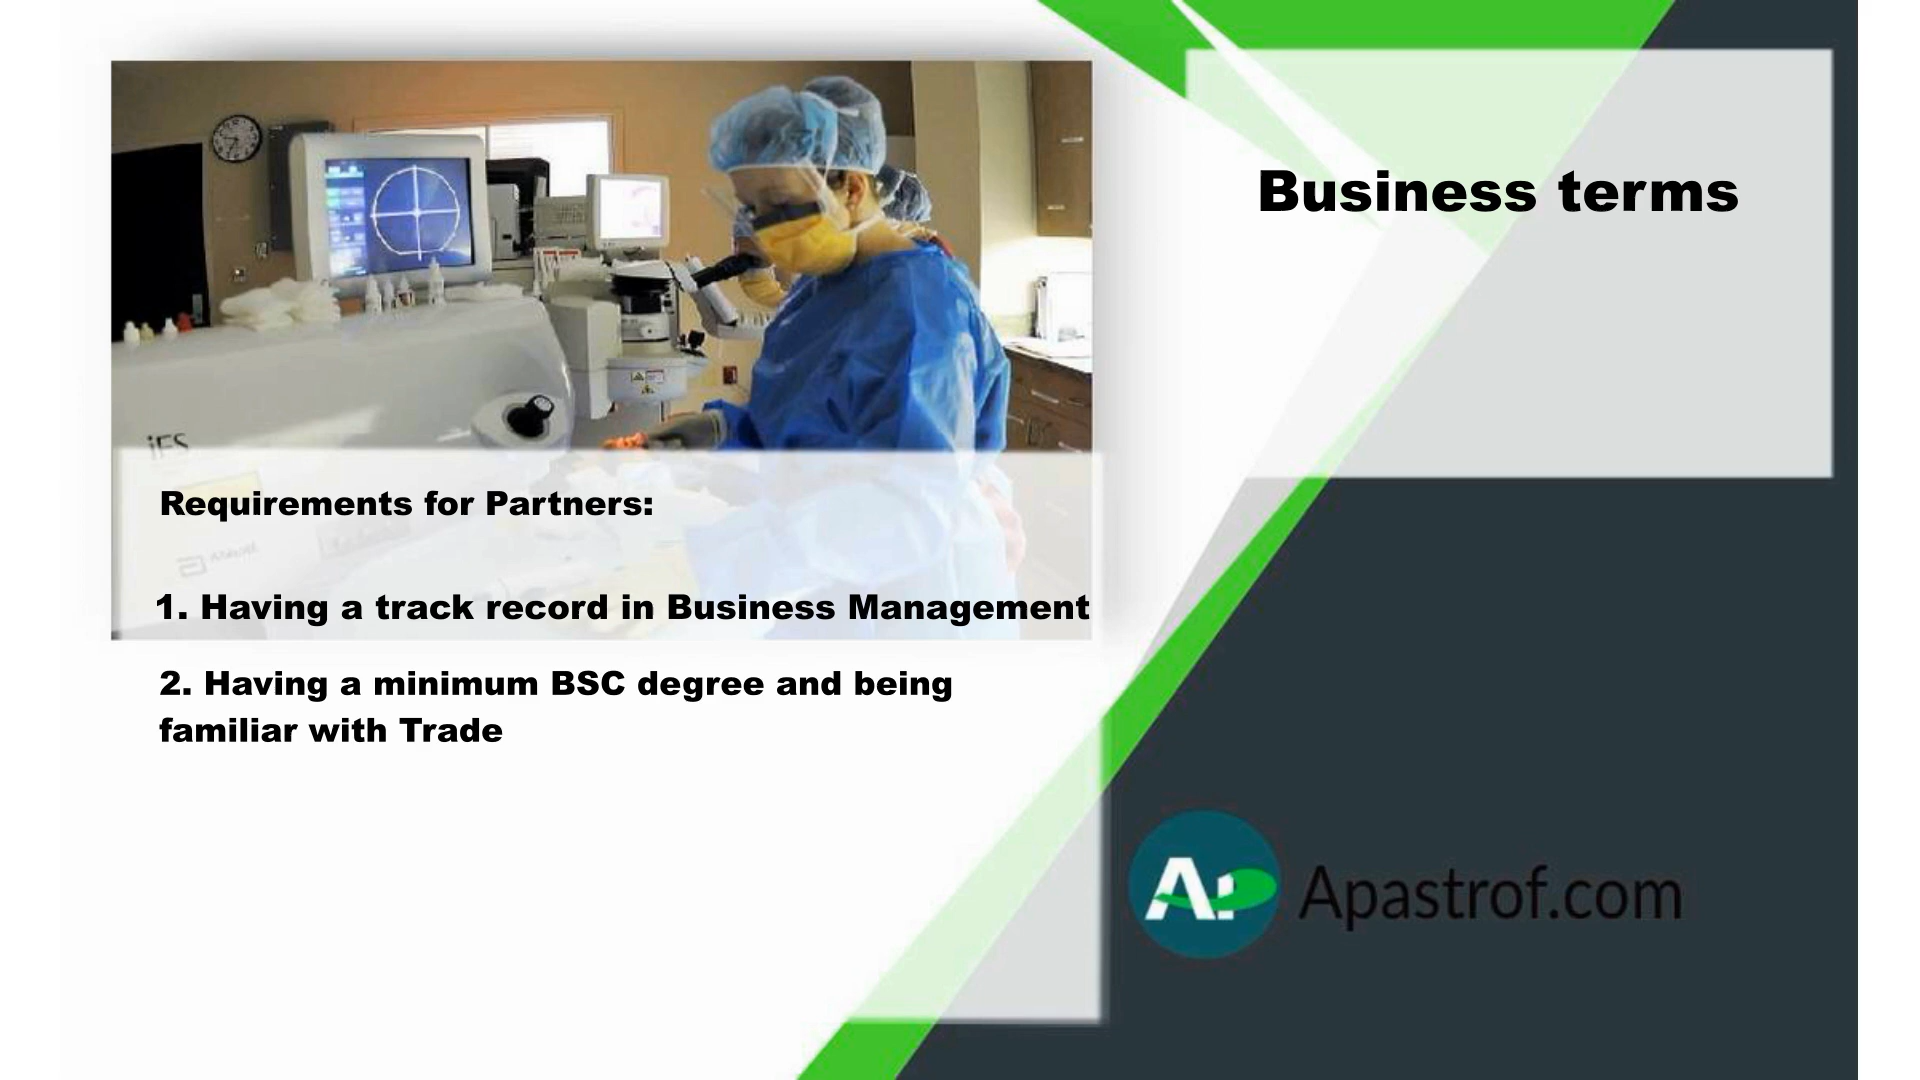 Business terms
iFS
Requirements for Partners:
1. Having a track record in Business Management
2. Having a minimum BSC degree and being
familiar with Trade
Apastrof.com